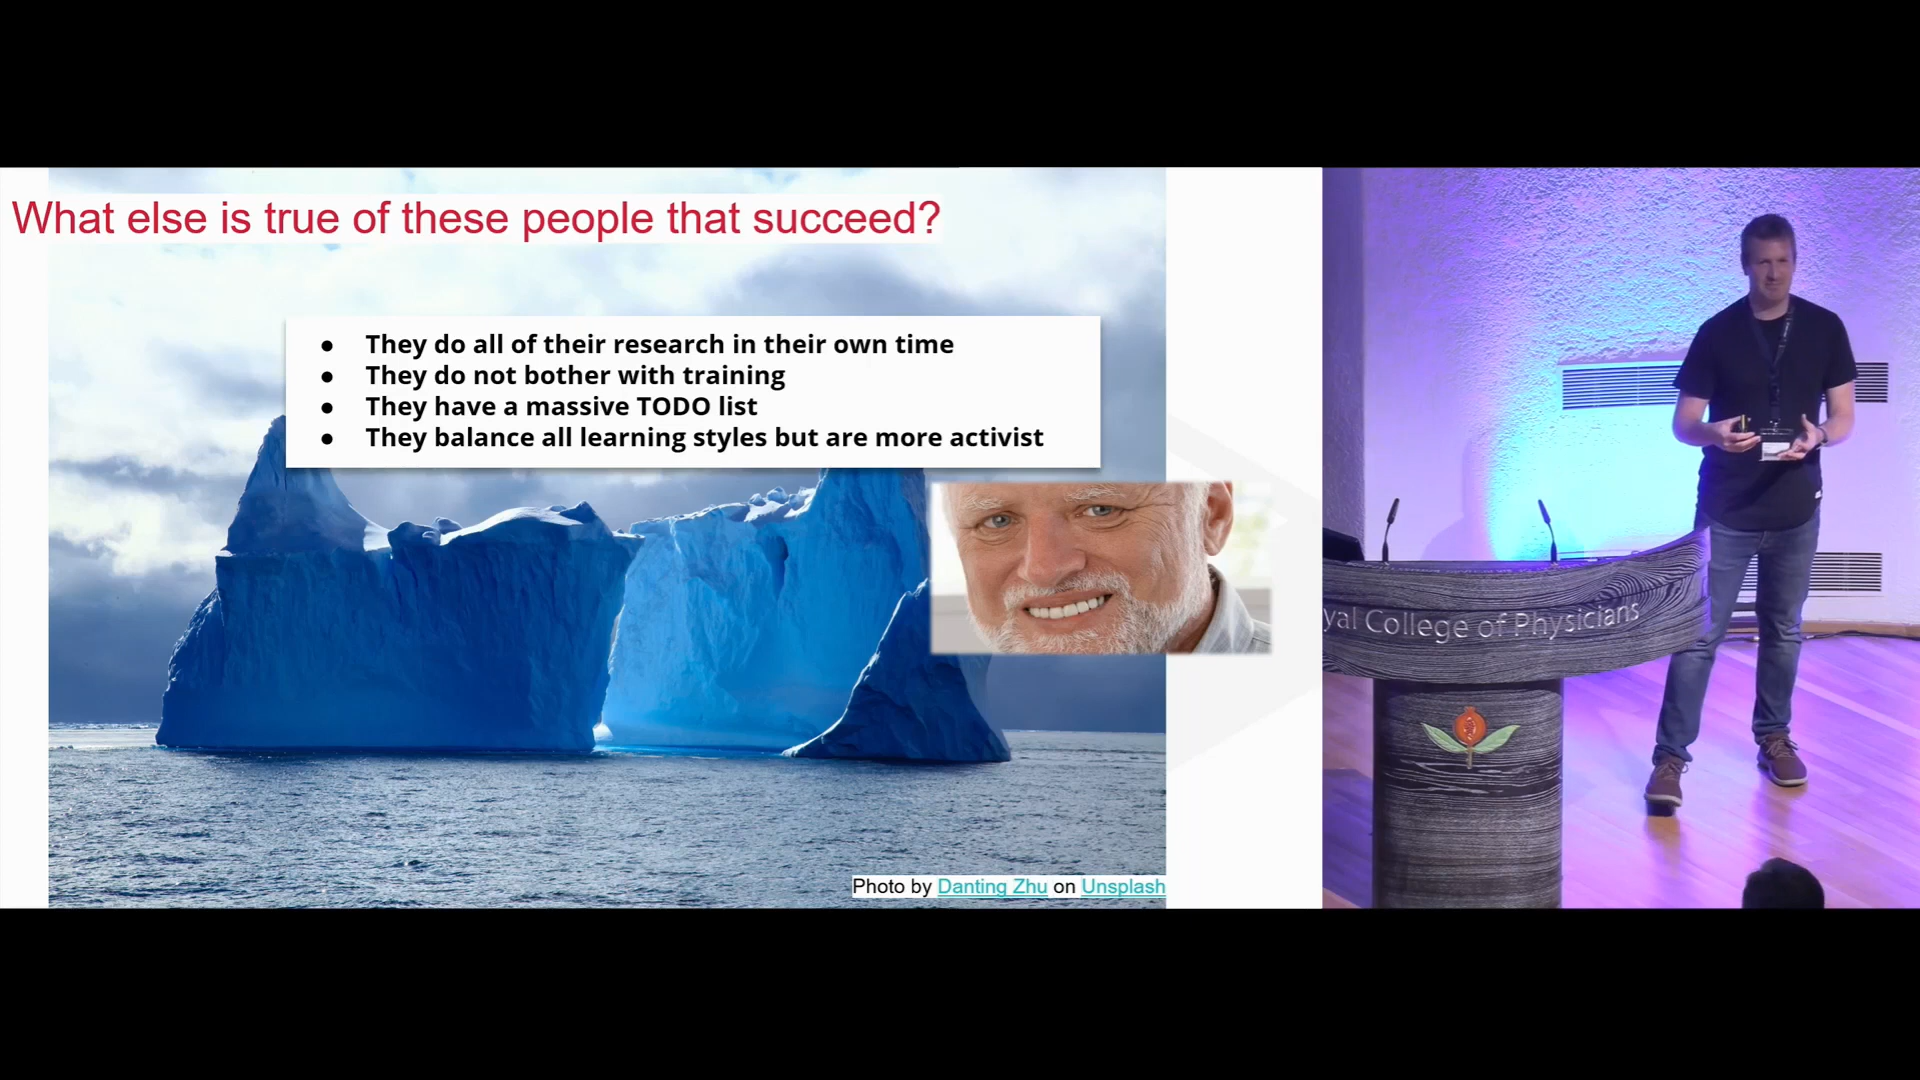 What else is true of these people that succeed?
● They do all of their research in their own time
● They do not bother with training
● They have a massive TODO list
● They balance all learning styles but are more activist
Photo by Danting Zhu on Unsplash
yal College of Physicians